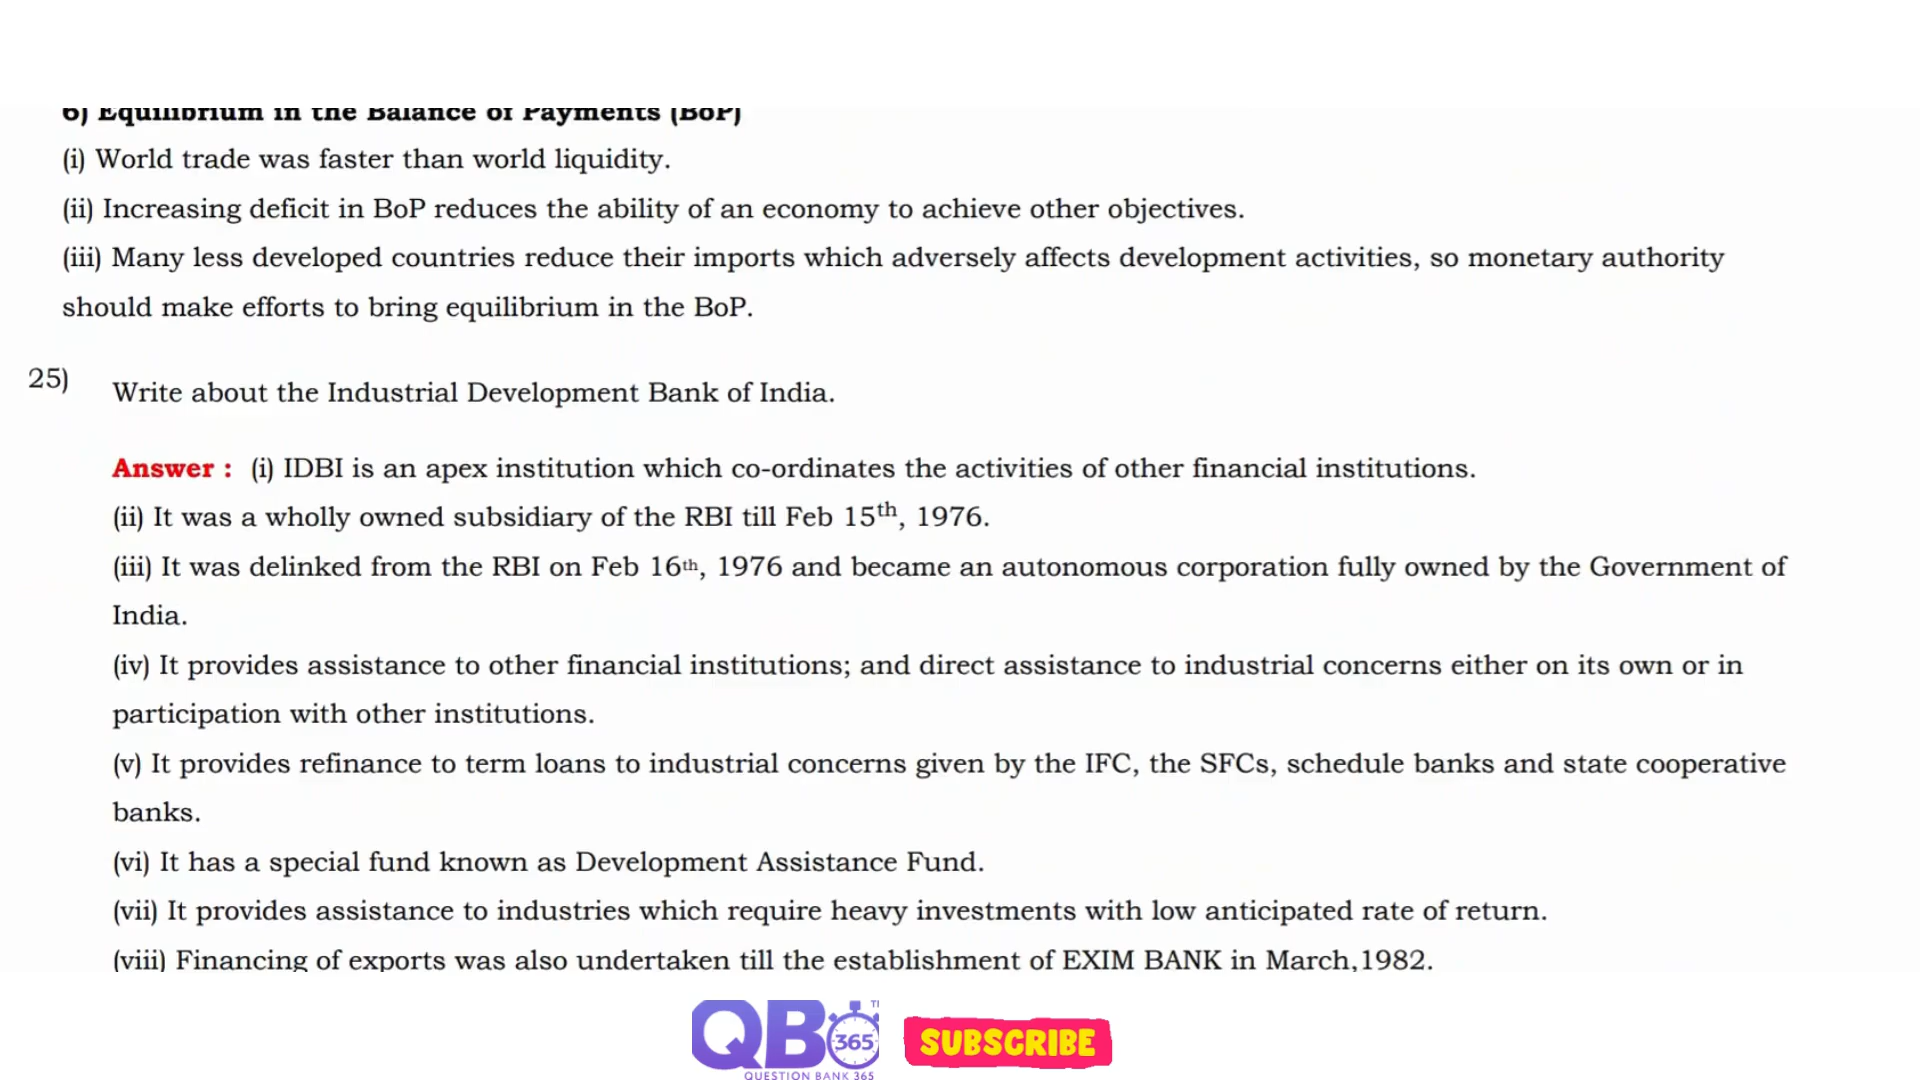 6) Equilibrium in the Balance of Payments (BoP)
(i) World trade was faster than world liquidity.
(ii) Increasing deficit in BoP reduces the ability of an economy to achieve other objectives.
(iii) Many less developed countries reduce their imports which adversely affects development activities, so monetary authority
should make efforts to bring equilibrium in the BoP.
25)
Write about the Industrial Development Bank of India.
Answer : (i) IDBI is an apex institution which co-ordinates the activities of other financial institutions.
(ii) It was a wholly owned subsidiary of the RBI till Feb 15th, 1976.
(iii) It was delinked from the RBI on Feb 16th, 1976 and became an autonomous corporation fully owned by the Government of
India.
(iv) It provides assistance to other financial institutions; and direct assistance to industrial concerns either on its own or in
participation with other institutions.
(v) It provides refinance to term loans to industrial concerns given by the IFC, the SFCs, schedule banks and state cooperative
banks.
(vi) It has a special fund known as Development Assistance Fund.
(vii) It provides assistance to industries which require heavy investments with low anticipated rate of return.
(viii) Financing of exports was also undertaken till the establishment of EXIM BANK in March,1982.
QB 365
QUESTION BANK 365
SUBSCRIBE